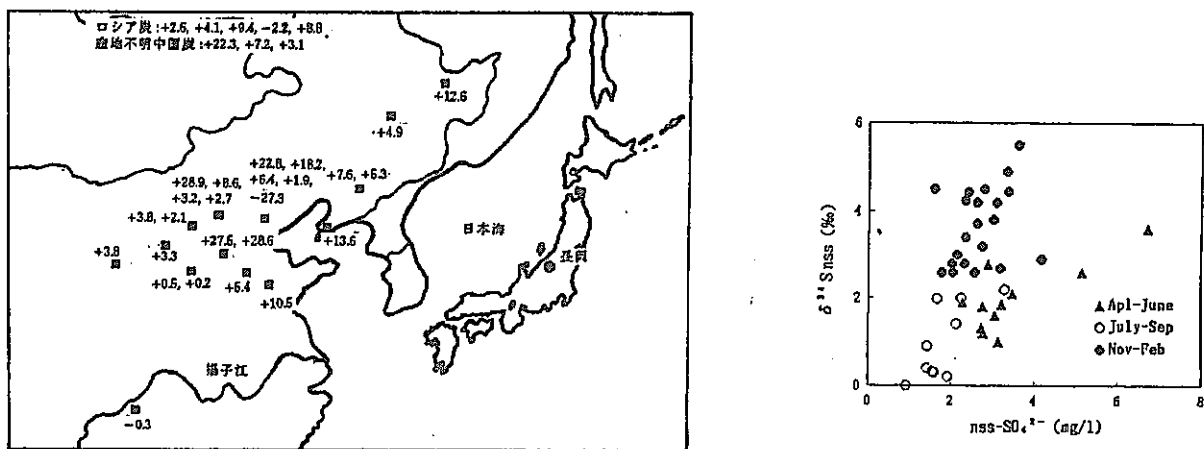 ロシア炭:+2.6, +4.1, +9.4, -2.2, +8.8
産地不明中国炭:+22.3, +7.2, +3.1
+12.6
+4.9
+22.8, +18.2,
+6.4, +1.9,
-27.3
+7.6, +5.3
+28.9, +8.6,
+3.2, +2.7
+3.8, +2.1
+27.5, +28.6
+13.6
+3.8
+3.3
+0.5, +0.2
+5.4
+10.5
日本海
揚子江
-0.3
δ³⁴Snss (‰)
6
4
2
0
▲ Apl-June
○ July-Sep
Nov-Feb
0 2 4 6 8
nss-SO₄²⁻ (mg/l)